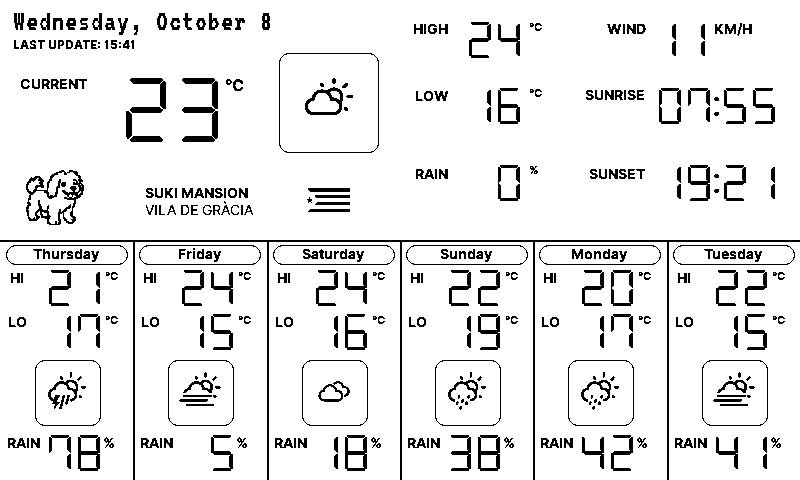 Wednesday, October 8
LAST UPDATE: 15:41
CURRENT 23 °C
SUKI MANSION
VILA DE GRÀCIA
HIGH 24 °C
LOW 16 °C
RAIN 0 %
WIND 11 KM/H
SUNRISE 07:55
SUNSET 19:21
Thursday
HI 21 °C
LO 17 °C
RAIN 78 %
Friday
HI 24 °C
LO 15 °C
RAIN 5 %
Saturday
HI 24 °C
LO 16 °C
RAIN 18 %
Sunday
HI 22 °C
LO 19 °C
RAIN 38 %
Monday
HI 20 °C
LO 17 °C
RAIN 42 %
Tuesday
HI 22 °C
LO 15 °C
RAIN 41 %